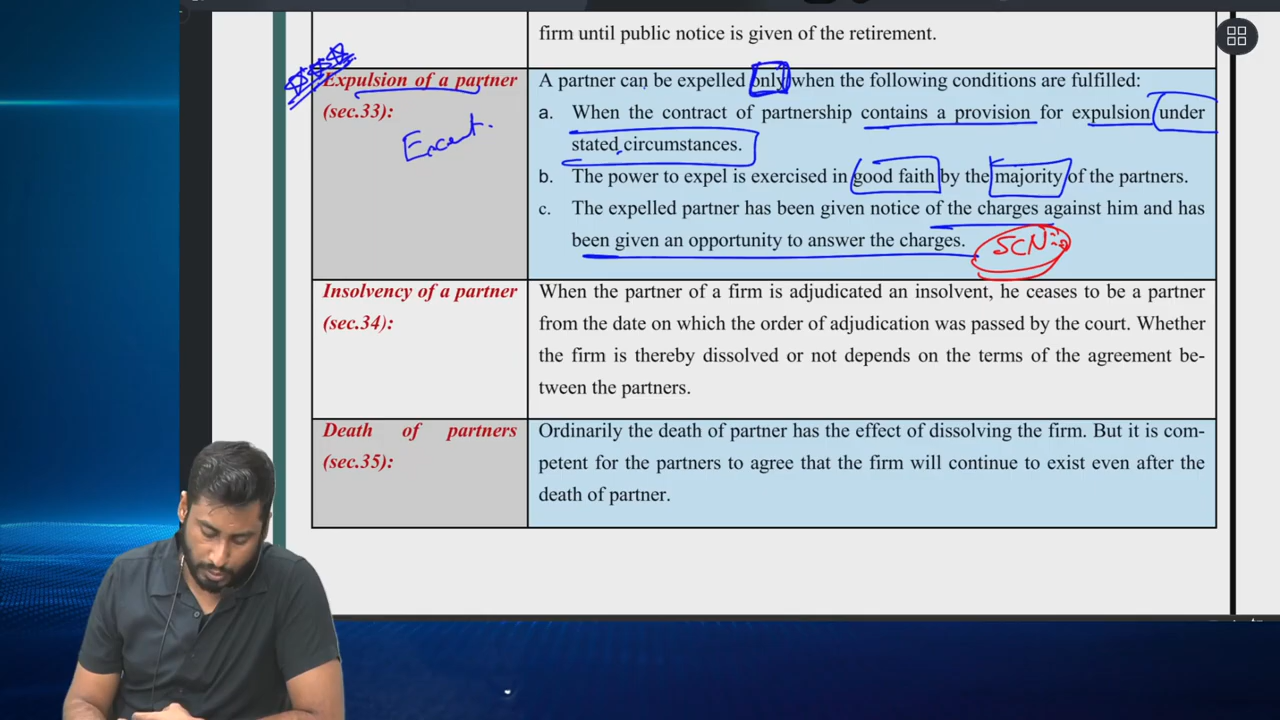 firm until public notice is given of the retirement.
Expulsion of a partner
(sec.33):
A partner can be expelled only when the following conditions are fulfilled:
a. When the contract of partnership contains a provision for expulsion under
stated circumstances.
b. The power to expel is exercised in good faith by the majority of the partners.
c. The expelled partner has been given notice of the charges against him and has
been given an opportunity to answer the charges.
SCN
Insolvency of a partner
(sec.34):
When the partner of a firm is adjudicated an insolvent, he ceases to be a partner
from the date on which the order of adjudication was passed by the court. Whether
the firm is thereby dissolved or not depends on the terms of the agreement be-
tween the partners.
Death of partners
(sec.35):
Ordinarily the death of partner has the effect of dissolving the firm. But it is com-
petent for the partners to agree that the firm will continue to exist even after the
death of partner.